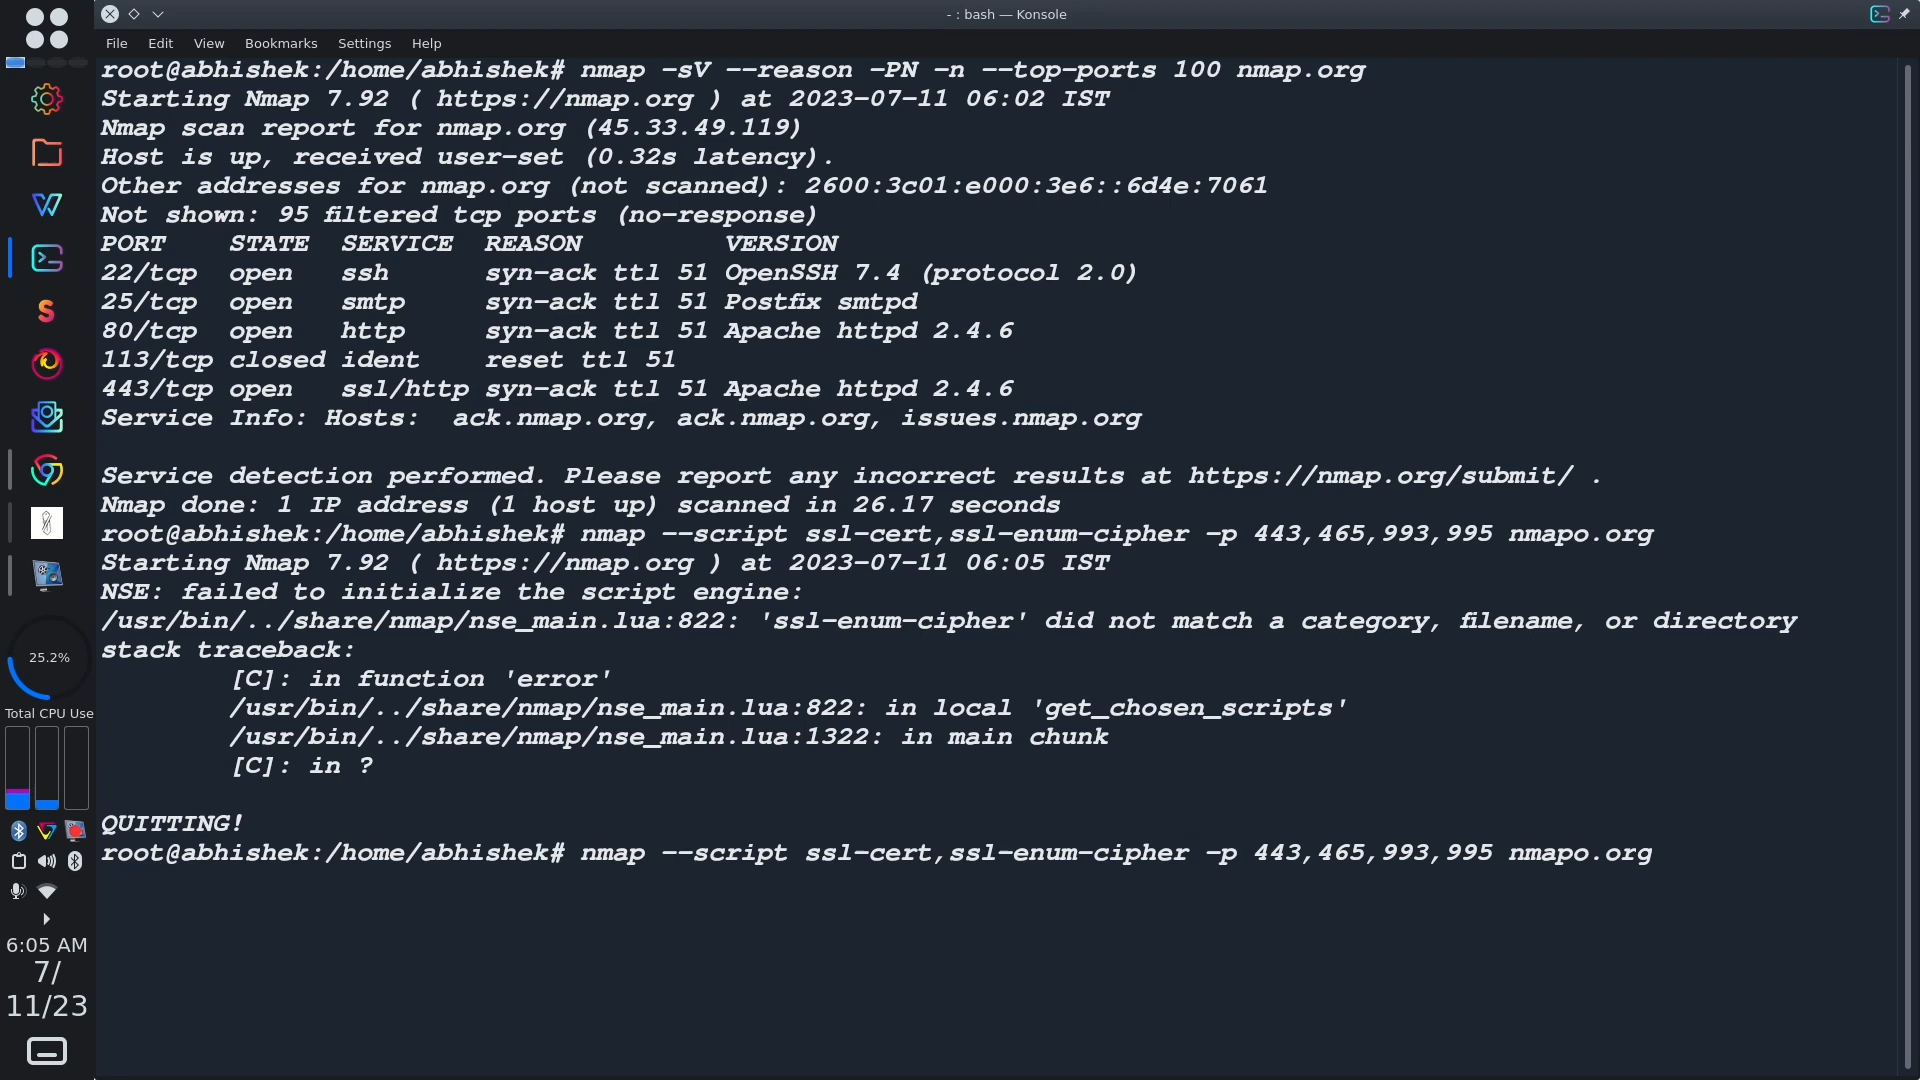 - : bash — Konsole
File Edit View Bookmarks Settings Help
root@abhishek:/home/abhishek# nmap -sV --reason -PN -n --top-ports 100 nmap.org
Starting Nmap 7.92 ( https://nmap.org ) at 2023-07-11 06:02 IST
Nmap scan report for nmap.org (45.33.49.119)
Host is up, received user-set (0.32s latency).
Other addresses for nmap.org (not scanned): 2600:3c01:e000:3e6::6d4e:7061
Not shown: 95 filtered tcp ports (no-response)
PORT    STATE  SERVICE  REASON         VERSION
22/tcp  open   ssh      syn-ack ttl 51 OpenSSH 7.4 (protocol 2.0)
25/tcp  open   smtp     syn-ack ttl 51 Postfix smtpd
80/tcp  open   http     syn-ack ttl 51 Apache httpd 2.4.6
113/tcp closed ident    reset ttl 51
443/tcp open   ssl/http syn-ack ttl 51 Apache httpd 2.4.6
Service Info: Hosts:  ack.nmap.org, ack.nmap.org, issues.nmap.org
Service detection performed. Please report any incorrect results at https://nmap.org/submit/ .
Nmap done: 1 IP address (1 host up) scanned in 26.17 seconds
root@abhishek:/home/abhishek# nmap --script ssl-cert,ssl-enum-cipher -p 443,465,993,995 nmapo.org
Starting Nmap 7.92 ( https://nmap.org ) at 2023-07-11 06:05 IST
NSE: failed to initialize the script engine:
/usr/bin/../share/nmap/nse_main.lua:822: 'ssl-enum-cipher' did not match a category, filename, or directory
stack traceback:
        [C]: in function 'error'
        /usr/bin/../share/nmap/nse_main.lua:822: in local 'get_chosen_scripts'
        /usr/bin/../share/nmap/nse_main.lua:1322: in main chunk
        [C]: in ?
QUITTING!
root@abhishek:/home/abhishek# nmap --script ssl-cert,ssl-enum-cipher -p 443,465,993,995 nmapo.org
25.2%
Total CPU Use
6:05 AM
7/
11/23